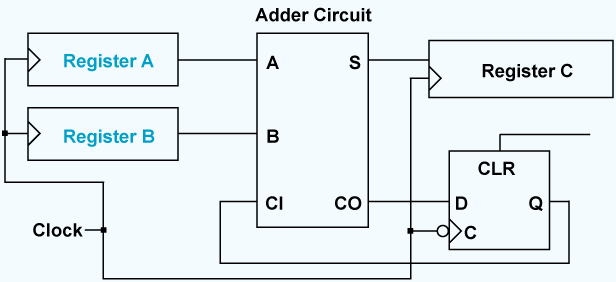 Adder Circuit
Register A
A
S
Register C
Register B
B
CLR
CI
CO
D
Q
Clock
C